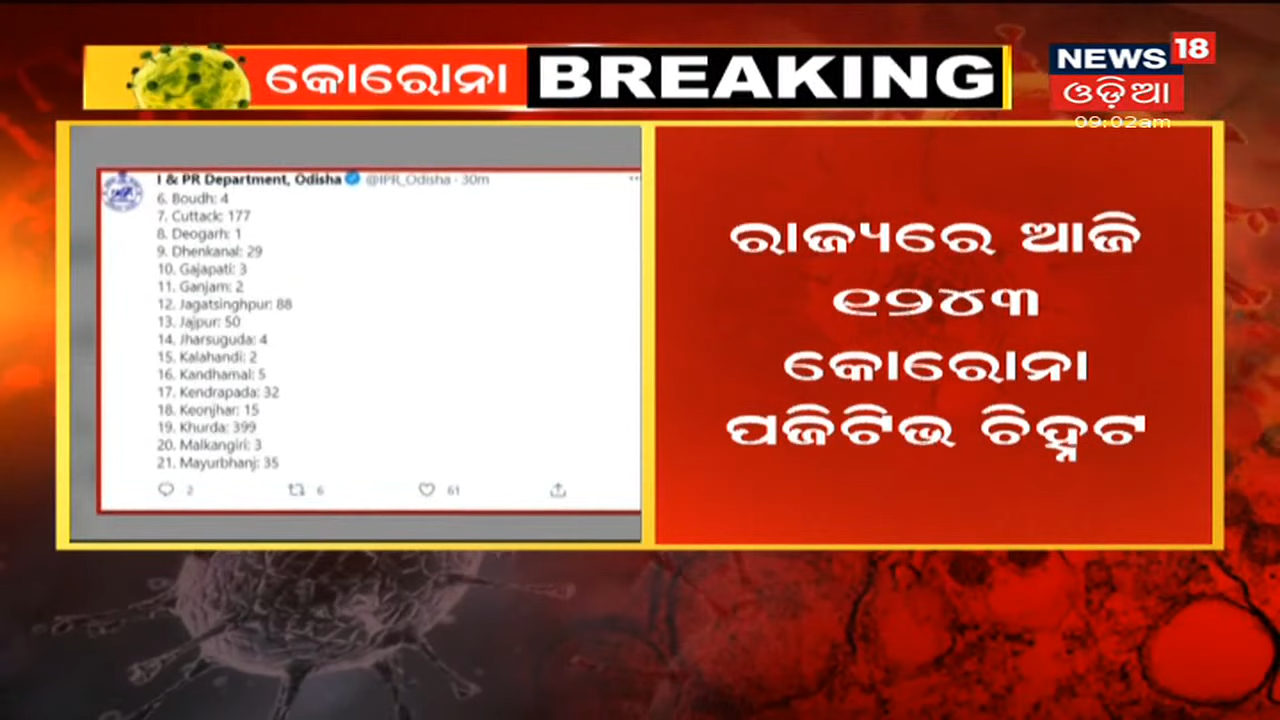 କୋରୋନା BREAKING
NEWS 18
ଓଡ଼ିଆ
09:02am
I & PR Department, Odisha @IPR_Odisha · 30m
6. Boudh: 4
7. Cuttack: 177
8. Deogarh: 1
9. Dhenkanal: 29
10. Gajapati: 3
11. Ganjam: 2
12. Jagatsinghpur: 88
13. Jajpur: 50
14. Jharsuguda: 4
15. Kalahandi: 2
16. Kandhamal: 5
17. Kendrapada: 32
18. Keonjhar: 15
19. Khurda: 399
20. Malkangiri: 3
21. Mayurbhanj: 35
2 6 61
ରାଜ୍ୟରେ ଆଜି
୧୨୪୩
କୋରୋନା
ପଜିଟିଭ ଚିହ୍ନଟ